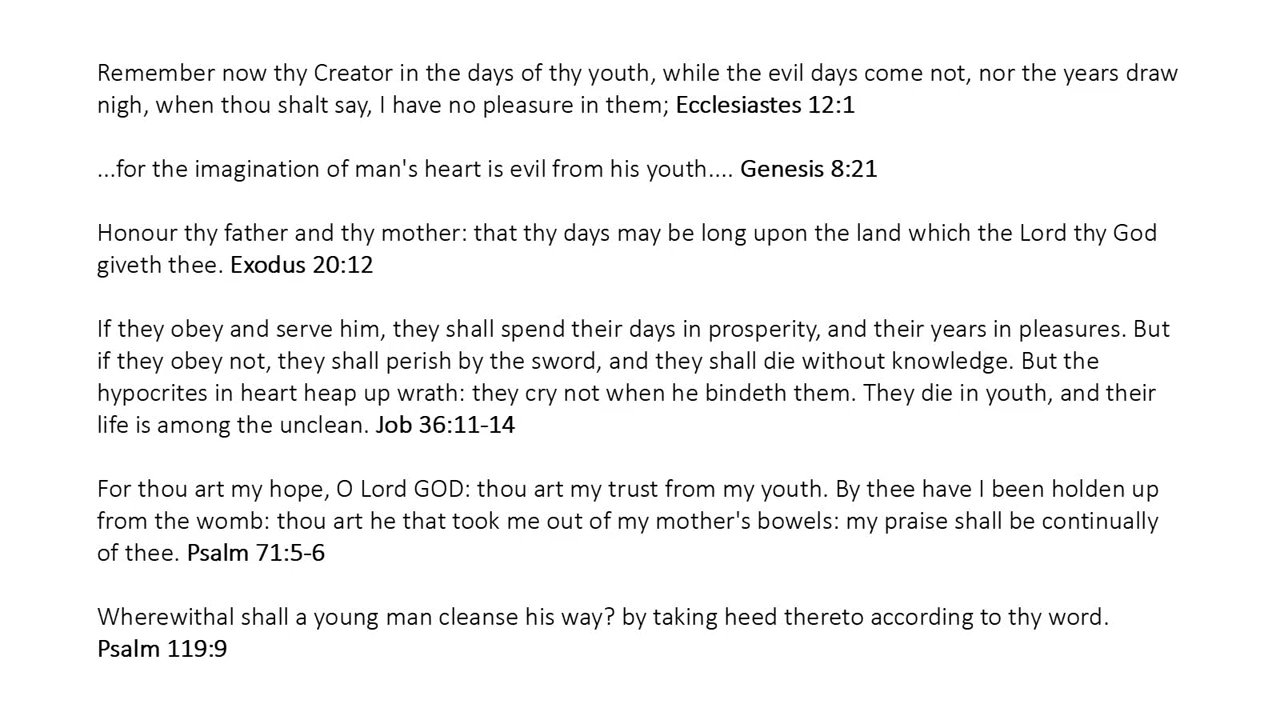 Remember now thy Creator in the days of thy youth, while the evil days come not, nor the years draw
nigh, when thou shalt say, I have no pleasure in them; Ecclesiastes 12:1
...for the imagination of man's heart is evil from his youth.... Genesis 8:21
Honour thy father and thy mother: that thy days may be long upon the land which the Lord thy God
giveth thee. Exodus 20:12
If they obey and serve him, they shall spend their days in prosperity, and their years in pleasures. But
if they obey not, they shall perish by the sword, and they shall die without knowledge. But the
hypocrites in heart heap up wrath: they cry not when he bindeth them. They die in youth, and their
life is among the unclean. Job 36:11-14
For thou art my hope, O Lord GOD: thou art my trust from my youth. By thee have I been holden up
from the womb: thou art he that took me out of my mother's bowels: my praise shall be continually
of thee. Psalm 71:5-6
Wherewithal shall a young man cleanse his way? by taking heed thereto according to thy word.
Psalm 119:9